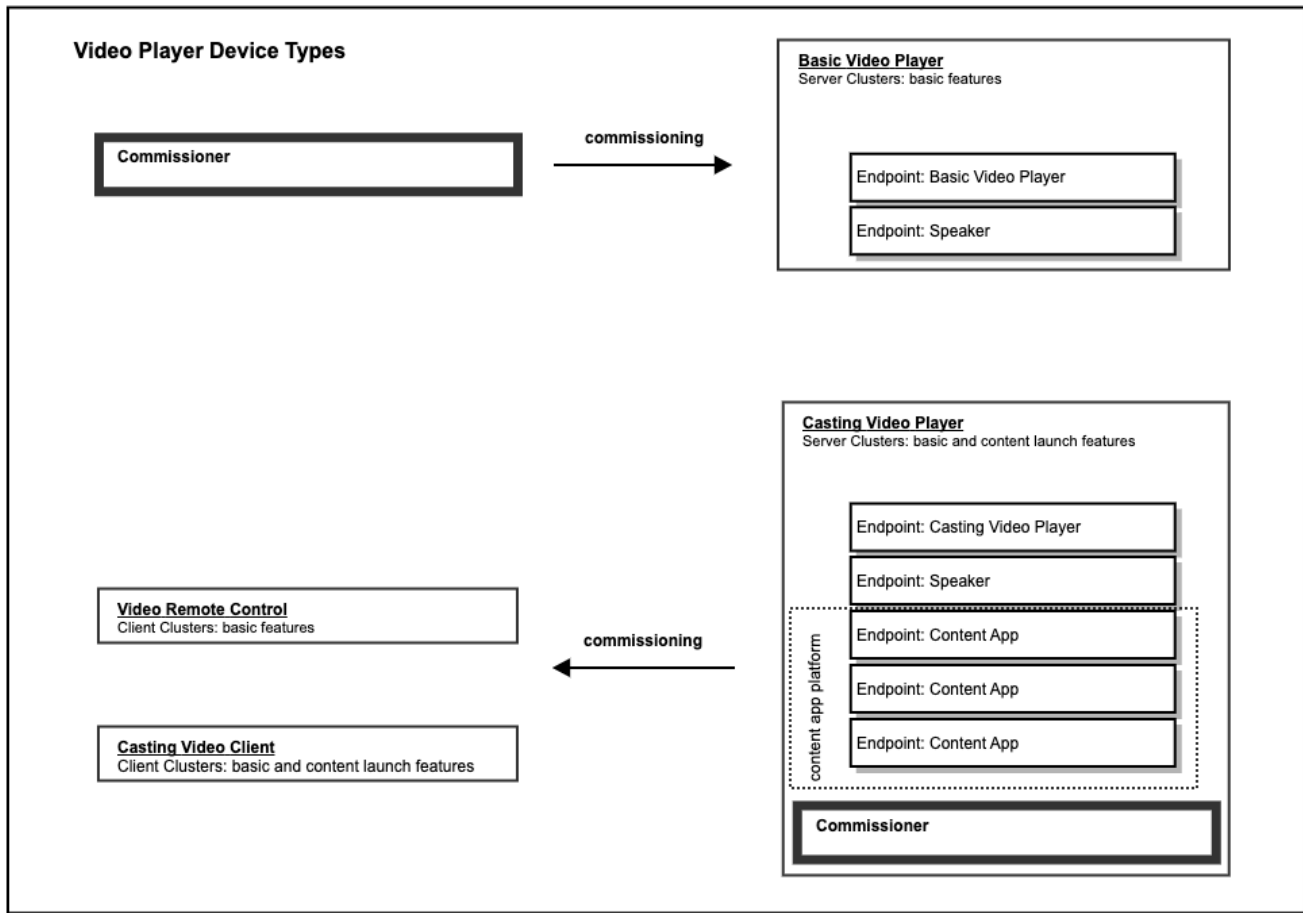 Video Player Device Types
Commissioner
commissioning
Basic Video Player
Server Clusters: basic features
Endpoint: Basic Video Player
Endpoint: Speaker
Video Remote Control
Client Clusters: basic features
Casting Video Client
Client Clusters: basic and content launch features
commissioning
Casting Video Player
Server Clusters: basic and content launch features
Endpoint: Casting Video Player
Endpoint: Speaker
content app platform
Endpoint: Content App
Endpoint: Content App
Endpoint: Content App
Commissioner